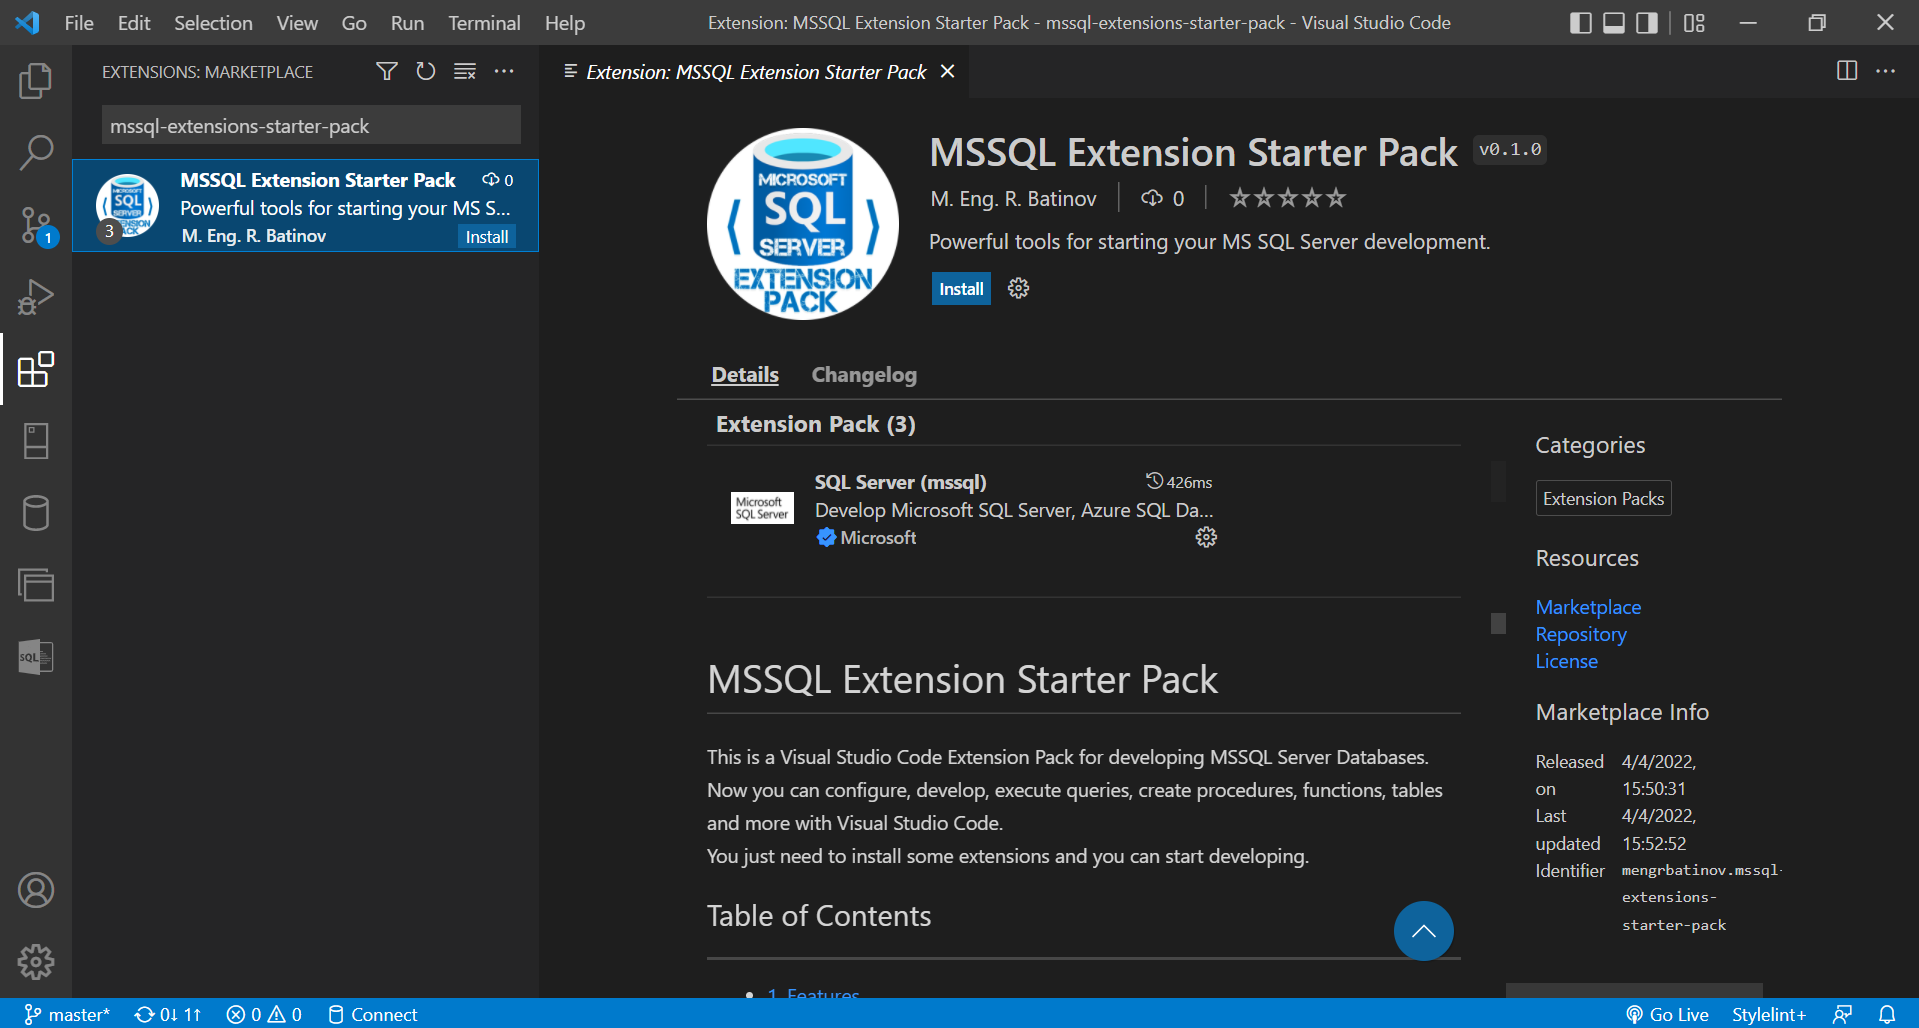 File Edit Selection View Go Run Terminal Help
Extension: MSSQL Extension Starter Pack - mssql-extensions-starter-pack - Visual Studio Code
EXTENSIONS: MARKETPLACE
mssql-extensions-starter-pack
MSSQL Extension Starter Pack 0
Powerful tools for starting your MS S...
M. Eng. R. Batinov Install
3
1
SQL
Extension: MSSQL Extension Starter Pack
MICROSOFT
SQL
SERVER
EXTENSION
PACK
MSSQL Extension Starter Pack v0.1.0
M. Eng. R. Batinov 0
Powerful tools for starting your MS SQL Server development.
Install
Details Changelog
Extension Pack (3)
Microsoft
SQL Server
SQL Server (mssql) 426ms
Develop Microsoft SQL Server, Azure SQL Da...
Microsoft
MSSQL Extension Starter Pack
This is a Visual Studio Code Extension Pack for developing MSSQL Server Databases.
Now you can configure, develop, execute queries, create procedures, functions, tables
and more with Visual Studio Code.
You just need to install some extensions and you can start developing.
Table of Contents
1. Features
Categories
Extension Packs
Resources
Marketplace
Repository
License
Marketplace Info
Released on 4/4/2022, 15:50:31
Last updated 4/4/2022, 15:52:52
Identifier mengrbatinov.mssql-
extensions-
starter-pack
master* 0↓ 1↑ 0 0 Connect
Go Live Stylelint+